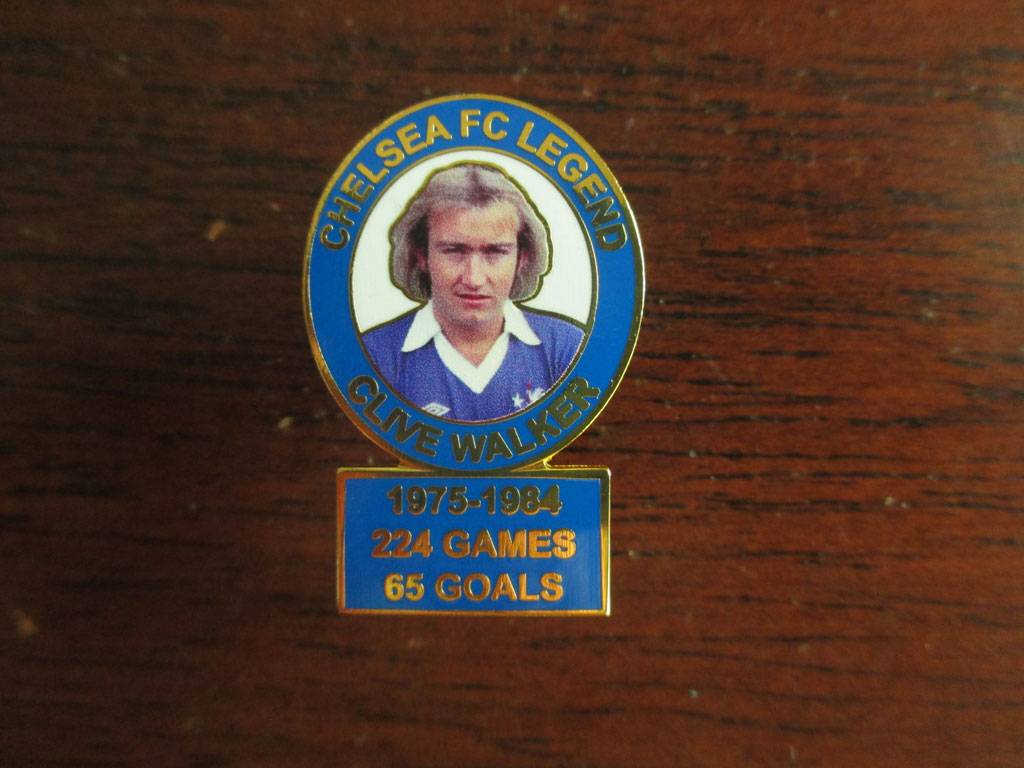 CHELSEA FC LEGEND
CLIVE WALKER
1975-1984
224 GAMES
65 GOALS